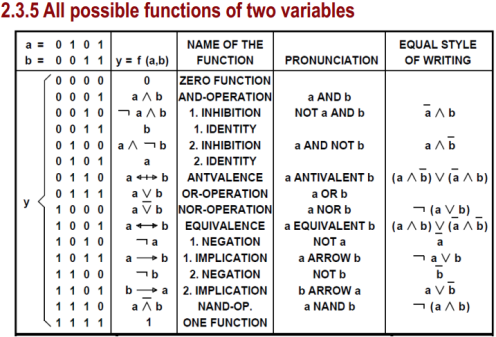 2.3.5 All possible functions of two variables
a = 0 1 0 1 NAME OF THE EQUAL STYLE
b = 0 0 1 1 y = f (a,b) FUNCTION PRONUNCIATION OF WRITING
0 0 0 0 0 ZERO FUNCTION
0 0 0 1 a ∧ b AND-OPERATION a AND b
0 0 1 0 ¬ a ∧ b 1. INHIBITION NOT a AND b a̅ ∧ b
0 0 1 1 b 1. IDENTITY
0 1 0 0 a ∧ ¬ b 2. INHIBITION a AND NOT b a ∧ b̅
0 1 0 1 a 2. IDENTITY
0 1 1 0 a ↮ b ANTVALENCE a ANTIVALENT b (a ∧ b̅) ∨ (a̅ ∧ b)
0 1 1 1 a ∨ b OR-OPERATION a OR b
y
1 0 0 0 a ∨̅ b NOR-OPERATION a NOR b ¬ (a ∨ b)
1 0 0 1 a ↔ b EQUIVALENCE a EQUIVALENT b (a ∧ b) ∨ (a̅ ∧ b̅)
1 0 1 0 ¬ a 1. NEGATION NOT a a̅
1 0 1 1 a → b 1. IMPLICATION a ARROW b ¬ a ∨ b
1 1 0 0 ¬ b 2. NEGATION NOT b b̅
1 1 0 1 b → a 2. IMPLICATION b ARROW a a ∨ b̅
1 1 1 0 a ∧̅ b NAND-OP. a NAND b ¬ (a ∧ b)
1 1 1 1 1 ONE FUNCTION